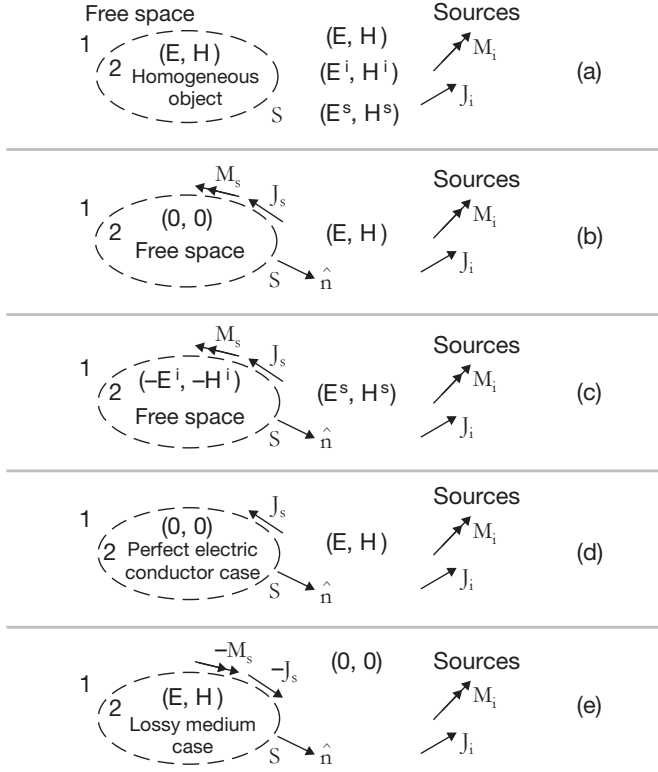 Free space
Sources
1
2
(E, H)
Homogeneous
object
S
(E, H)
(Eⁱ, Hⁱ)
(Eˢ, Hˢ)
Mᵢ
Jᵢ
(a)
Mₛ
Jₛ
Sources
1
2
(0, 0)
Free space
S
n̂
(E, H)
Mᵢ
Jᵢ
(b)
Mₛ
Jₛ
Sources
1
2
(–Eⁱ, –Hⁱ)
Free space
S
n̂
(Eˢ, Hˢ)
Mᵢ
Jᵢ
(c)
Jₛ
Sources
1
2
(0, 0)
Perfect electric
conductor case
S
n̂
(E, H)
Mᵢ
Jᵢ
(d)
–Mₛ
–Jₛ
(0, 0)
Sources
1
2
(E, H)
Lossy medium
case
S
n̂
Mᵢ
Jᵢ
(e)